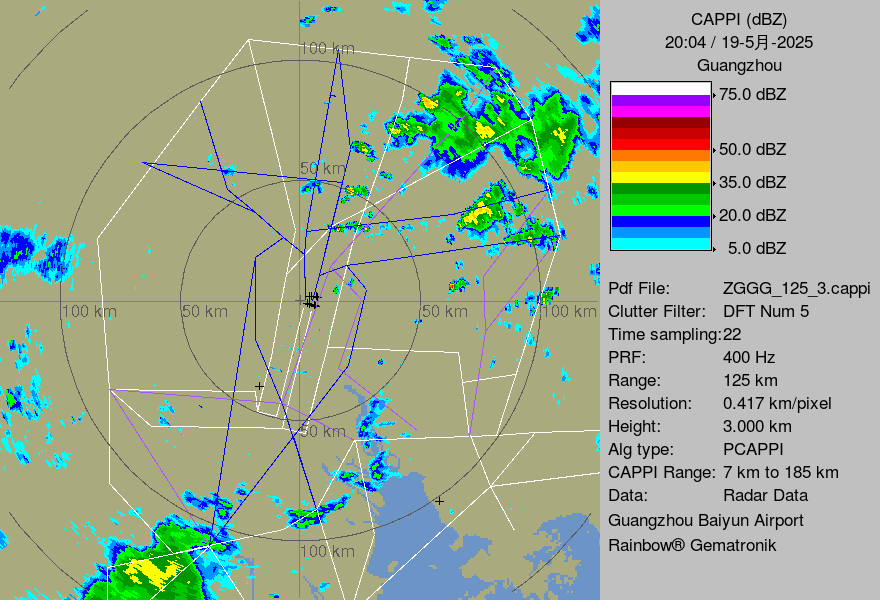 CAPPI (dBZ)
20:04 / 19-5月-2025
Guangzhou
75.0 dBZ
50.0 dBZ
35.0 dBZ
20.0 dBZ
5.0 dBZ
Pdf File: ZGGG_125_3.cappi
Clutter Filter: DFT Num 5
Time sampling:22
PRF: 400 Hz
Range: 125 km
Resolution: 0.417 km/pixel
Height: 3.000 km
Alg type: PCAPPI
CAPPI Range: 7 km to 185 km
Data: Radar Data
Guangzhou Baiyun Airport
Rainbow® Gematronik
100 km
50 km
100 km
50 km
50 km
100 km
50 km
100 km